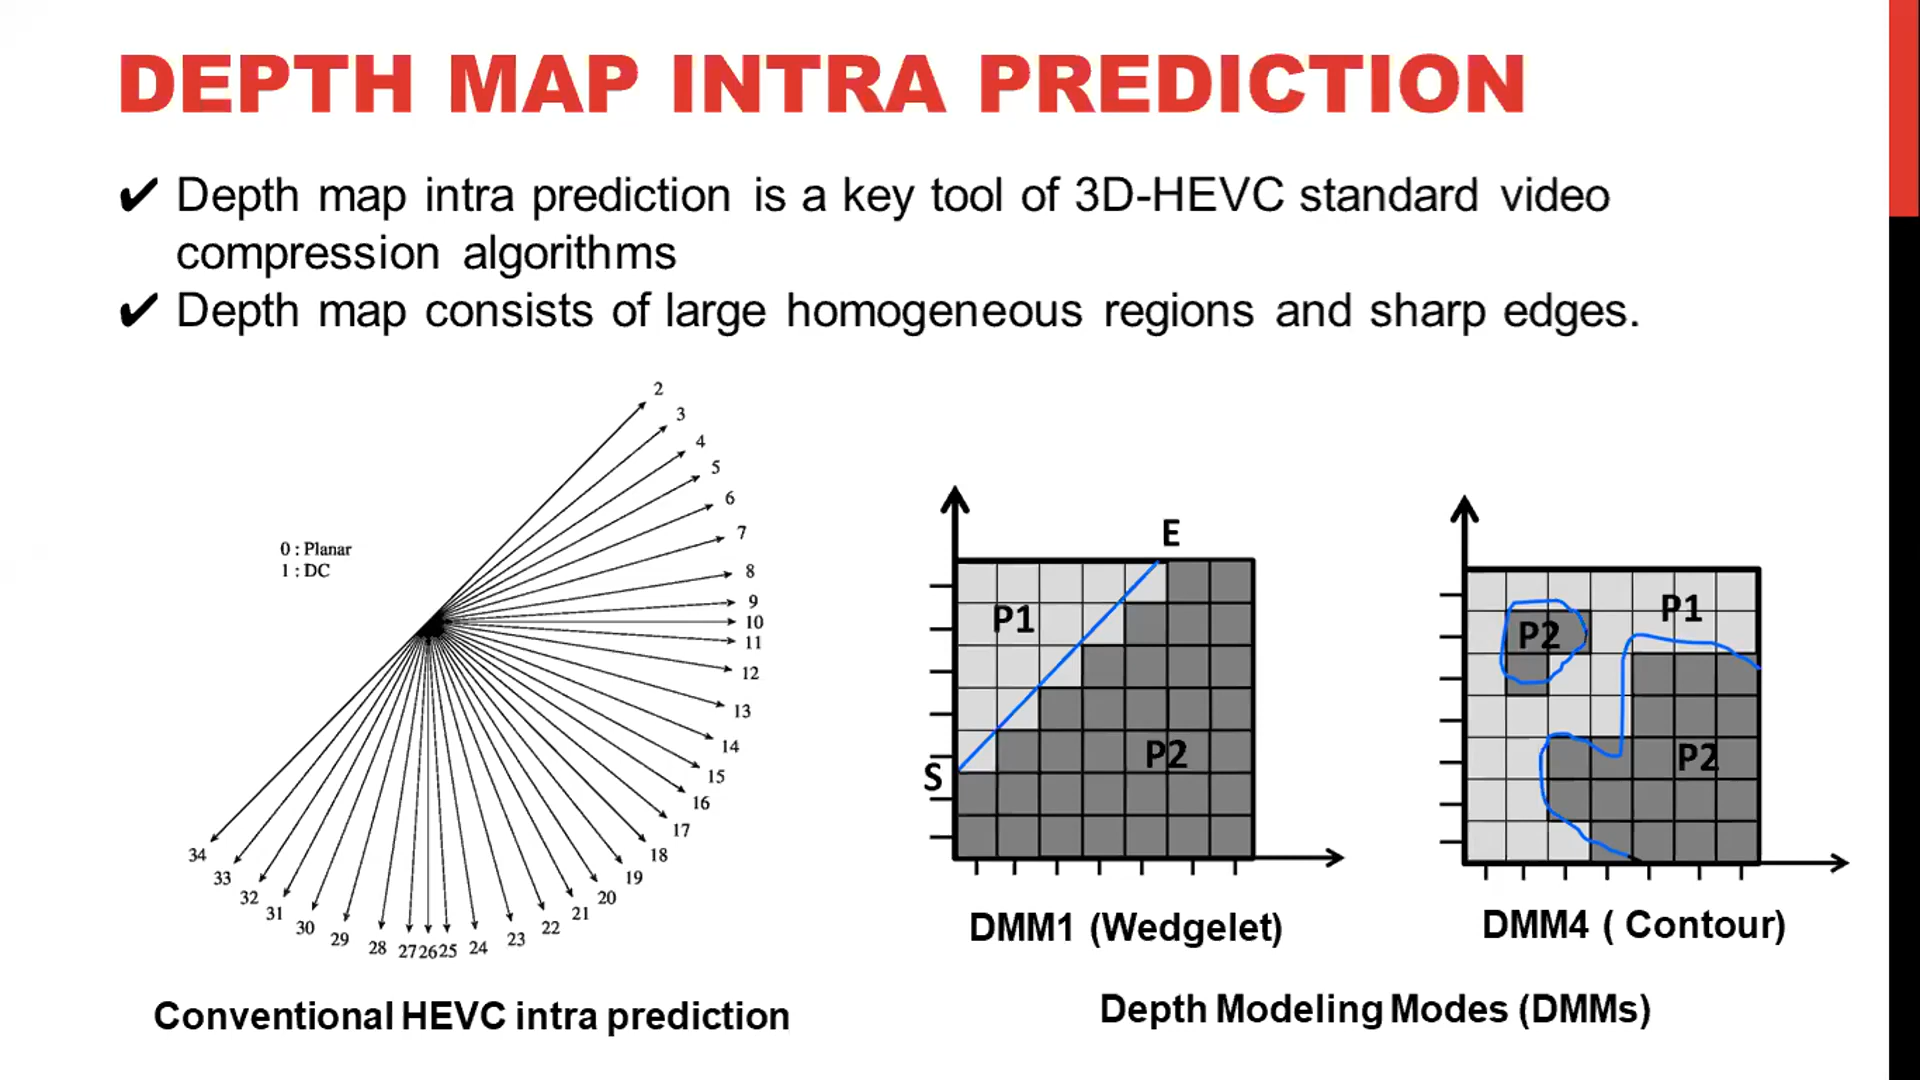 DEPTH MAP INTRA PREDICTION
✔ Depth map intra prediction is a key tool of 3D-HEVC standard video
compression algorithms
✔ Depth map consists of large homogeneous regions and sharp edges.
0 : Planar
1 : DC
2
3
4
5
6
7
8
9
10
11
12
13
14
15
16
17
18
19
20
21
22
23
24
25
26
27
28
29
30
31
32
33
34
Conventional HEVC intra prediction
E
P1
P2
S
DMM1 (Wedgelet)
P1
P2
P2
DMM4 ( Contour)
Depth Modeling Modes (DMMs)